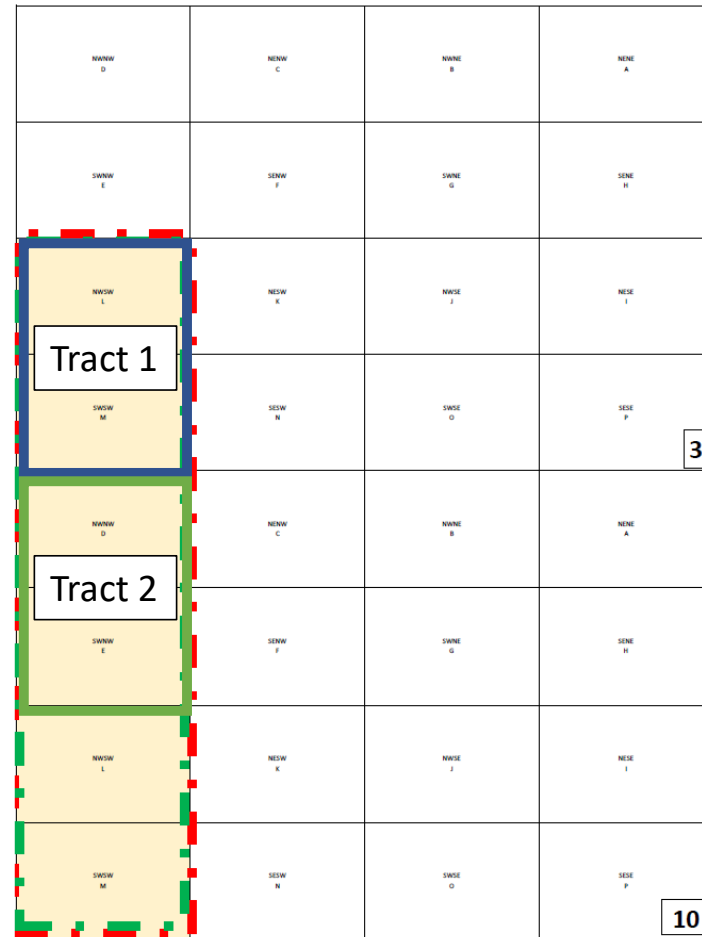 NWNW
D
NENW
C
NWNE
B
NENE
A
SWNW
E
SENW
F
SWNE
G
SENE
H
NWSW
L
NESW
K
NWSE
J
NESE
I
Tract 1
SWSW
M
SESW
N
SWSE
O
SESE
P
3
NWNW
D
NENW
C
NWNE
B
NENE
A
Tract 2
SWNW
E
SENW
F
SWNE
G
SENE
H
NWSW
L
NESW
K
NWSE
J
NESE
I
SWSW
M
SESW
N
SWSE
O
SESE
P
10